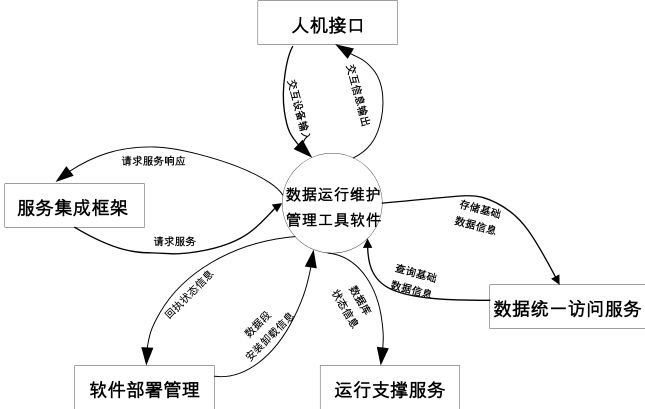 人机接口
交互设备输入
交互信息输出
请求服务响应
数据运行维护
管理工具软件
服务集成框架
请求服务
存储基础
数据信息
查询基础
数据信息
回执状态信息
数据段
安装卸载信息
数据库
状态信息
数据统一访问服务
软件部署管理
运行支撑服务